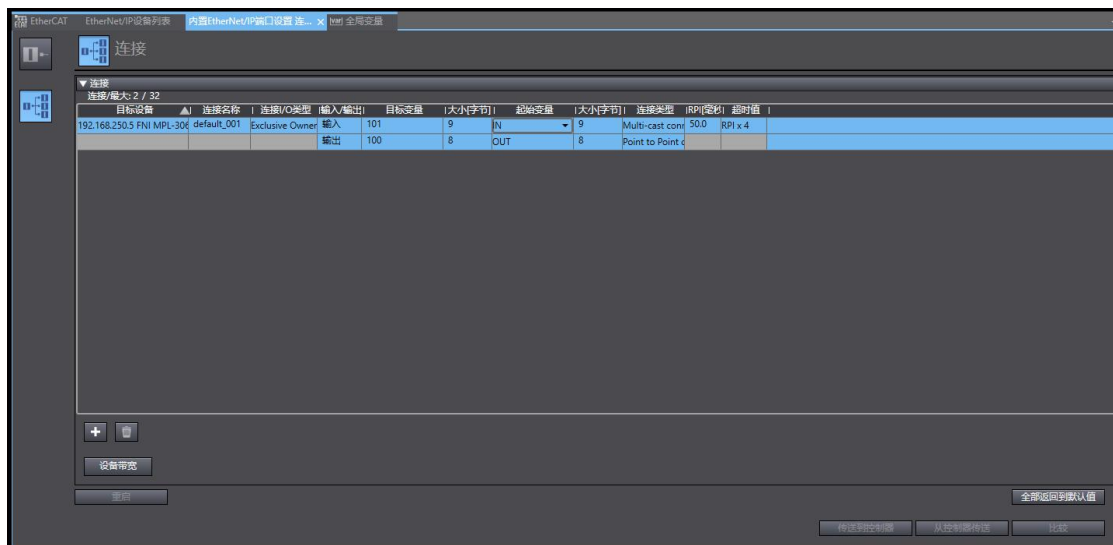 EtherCAT EtherNet/IP设备列表 内置EtherNet/IP端口设置 连... x 全局变量
连接
▼连接
连接/最大: 2 / 32
目标设备 连接名称 连接I/O类型 输入/输出 目标变量 大小[字节] 起始变量 大小[字节] 连接类型 RPI[毫秒] 超时值
192.168.250.5 FNI MPL-306 default_001 Exclusive Owner 输入 101 9 IN 9 Multi-cast conn 50.0 RPI x 4
输出 100 8 OUT 8 Point to Point c
+
设备带宽
重启 全部返回到默认值
传送到控制器 从控制器传送 比较